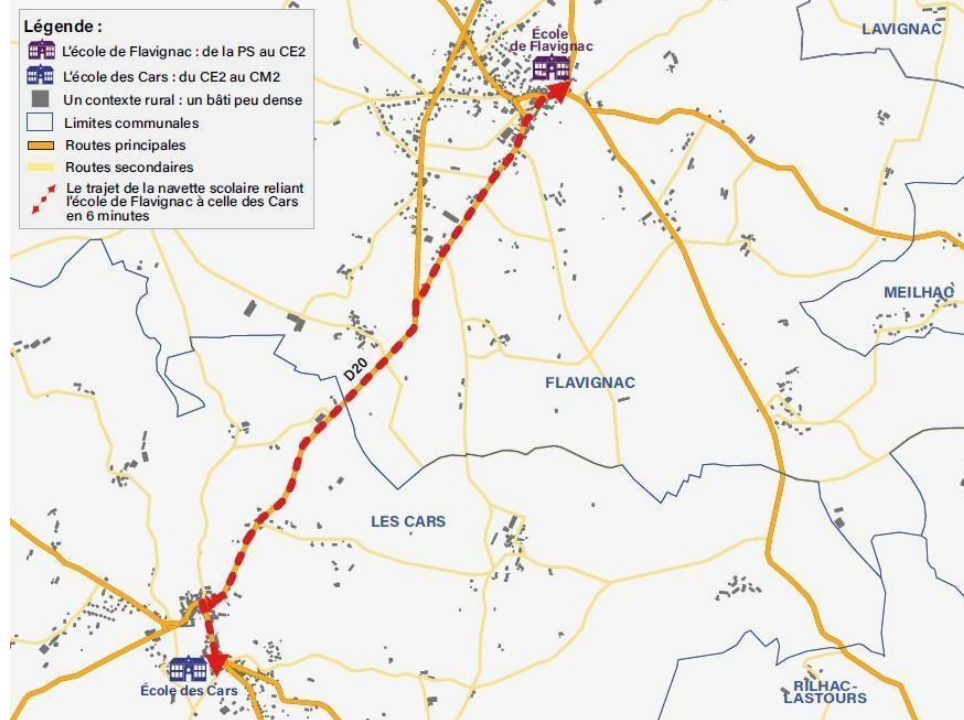 Légende :
L'école de Flavignac : de la PS au CE2
L'école des Cars : du CE2 au CM2
Un contexte rural : un bâti peu dense
Limites communales
Routes principales
Routes secondaires
Le trajet de la navette scolaire reliant
l'école de Flavignac à celle des Cars
en 6 minutes
École
de Flavignac
LAVIGNAC
MEILHAC
D20
FLAVIGNAC
LES CARS
École des Cars
RILHAC-
LASTOURS